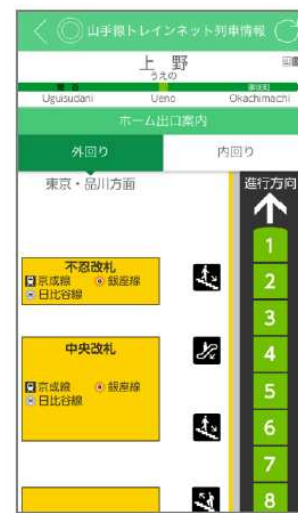 山手線トレインネット列車情報
上野
うえの
Uguisudani Ueno Okachimachi
ホーム出口案内
外回り 内回り
東京・品川方面
進行方向
不忍改札
京成線 銀座線
日比谷線
中央改札
京成線 銀座線
日比谷線
1
2
3
4
5
6
7
8